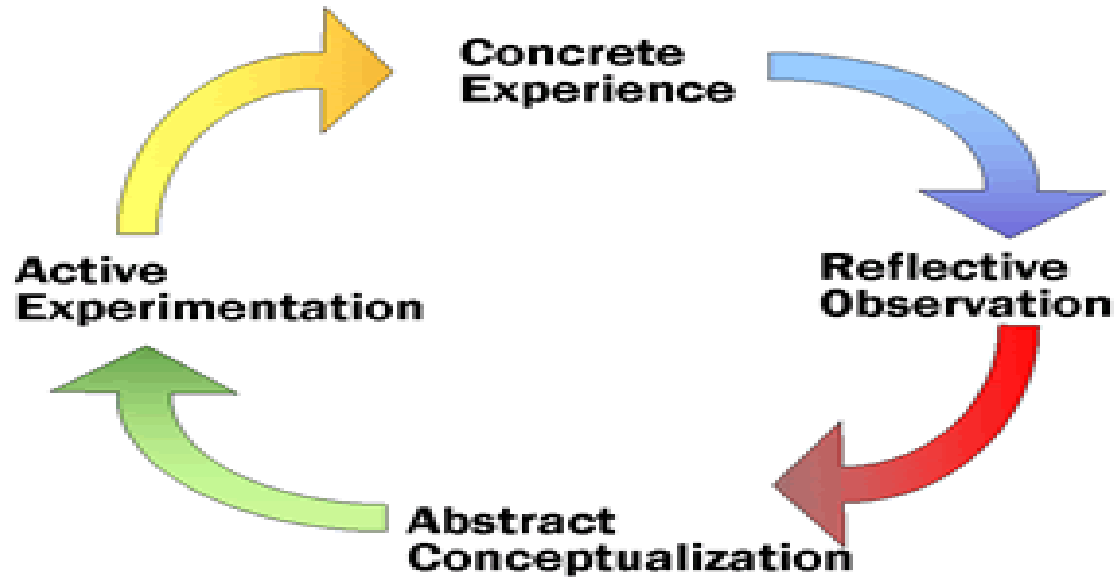 Concrete
Experience
Reflective
Observation
Abstract
Conceptualization
Active
Experimentation